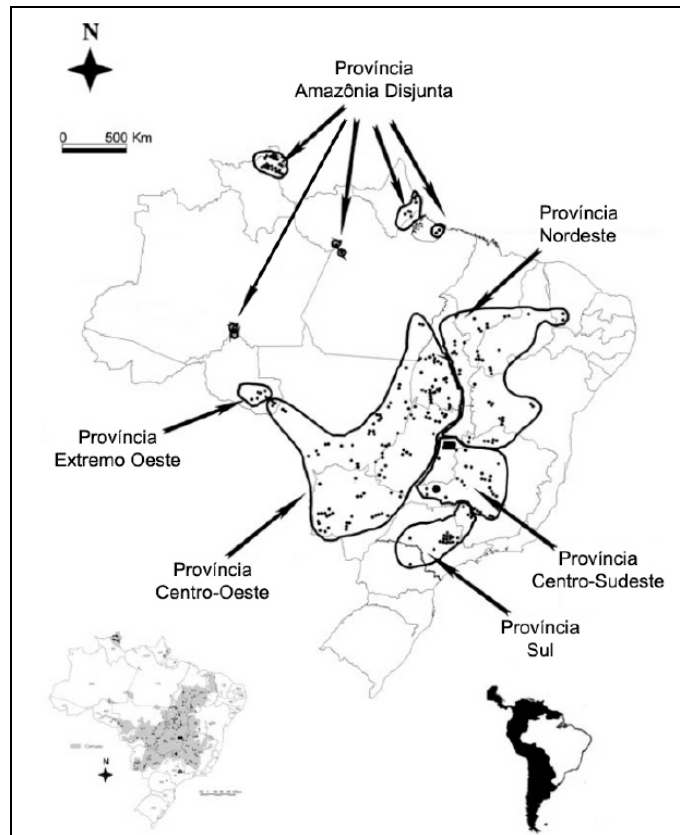 N
Província
Amazônia Disjunta
0 500 Km
Província
Nordeste
Província
Extremo Oeste
Província
Centro-Oeste
Província
Centro-Sudeste
Província
Sul
Cerrado
N